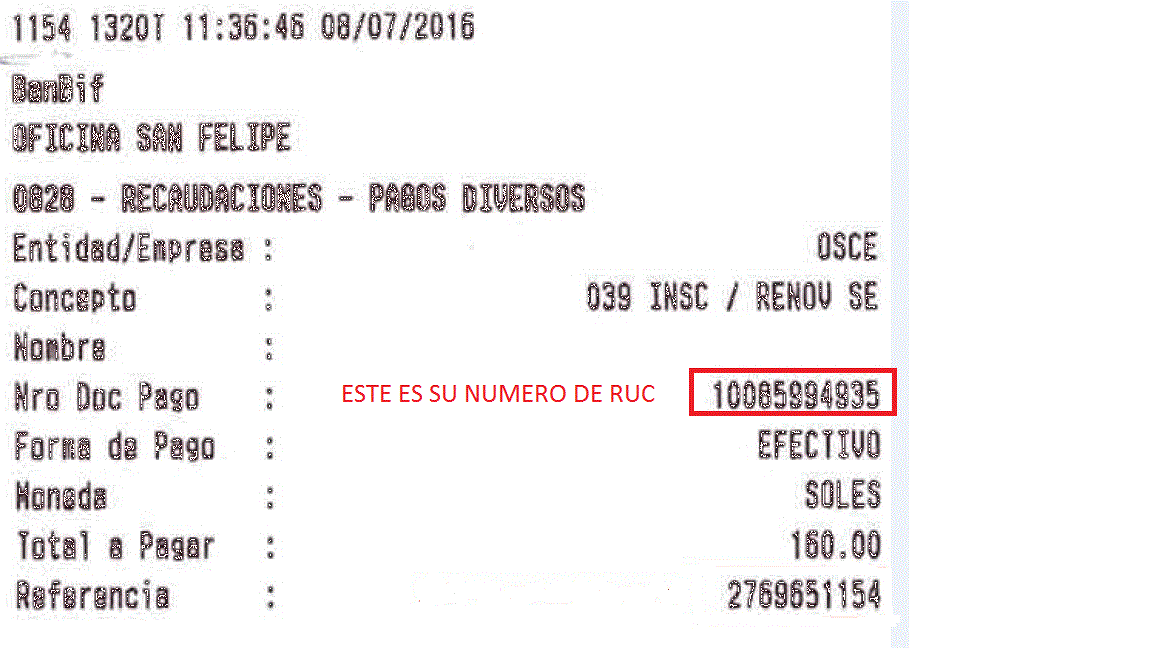 1154 1320T 11:36:46 08/07/2016
BanBif
OFICINA SAN FELIPE
0828 - RECAUDACIONES - PAGOS DIVERSOS
Entidad/Empresa : OSCE
Concepto : 039 INSC / RENOV SE
Nombre :
Nro Doc Pago : ESTE ES SU NUMERO DE RUC 10085994935
Forma de Pago : EFECTIVO
Moneda : SOLES
Total a Pagar : 160.00
Referencia : 2769651154